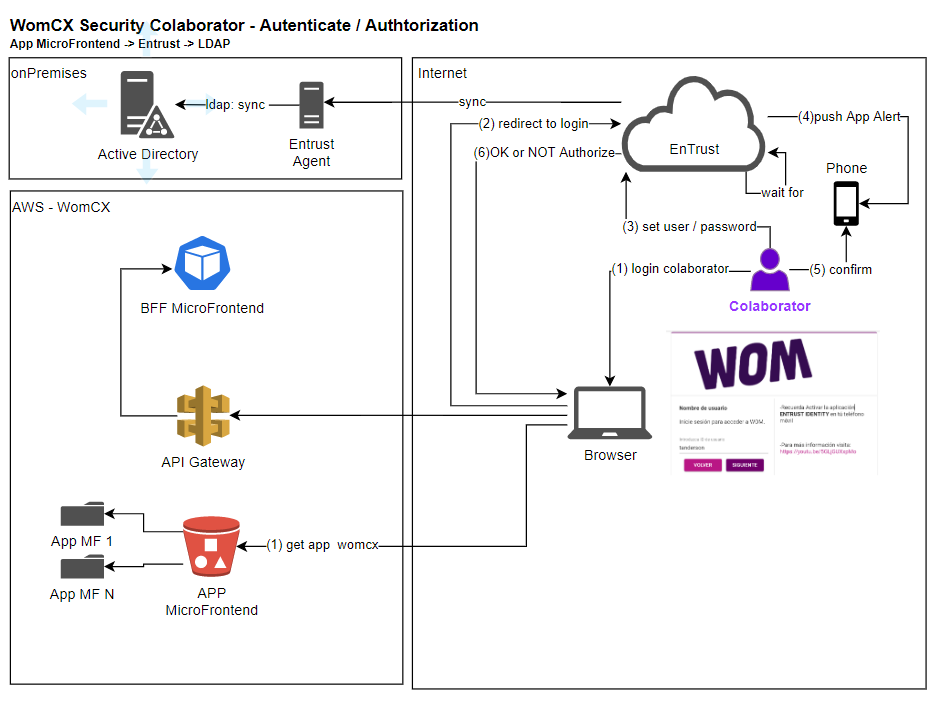 WomCX Security Colaborator - Autenticate / Authtorization
App MicroFrontend -> Entrust -> LDAP
onPremises
Active Directory
ldap: sync
Entrust
Agent
Internet
sync
(2) redirect to login
(6)OK or NOT Authorize
EnTrust
(4)push App Alert
wait for
Phone
(3) set user / password
(1) login colaborator
(5) confirm
Colaborator
AWS - WomCX
BFF MicroFrontend
API Gateway
App MF 1
App MF N
APP
MicroFrontend
(1) get app  womcx
Browser
WOM
Nombre de usuario
Inicie sesión para acceder a WOM.
VOLVER
SIGUIENTE
-Recuerda Activar la aplicación
ENTRUST IDENTITY en tu teléfono
móvil
-Para más información visita: